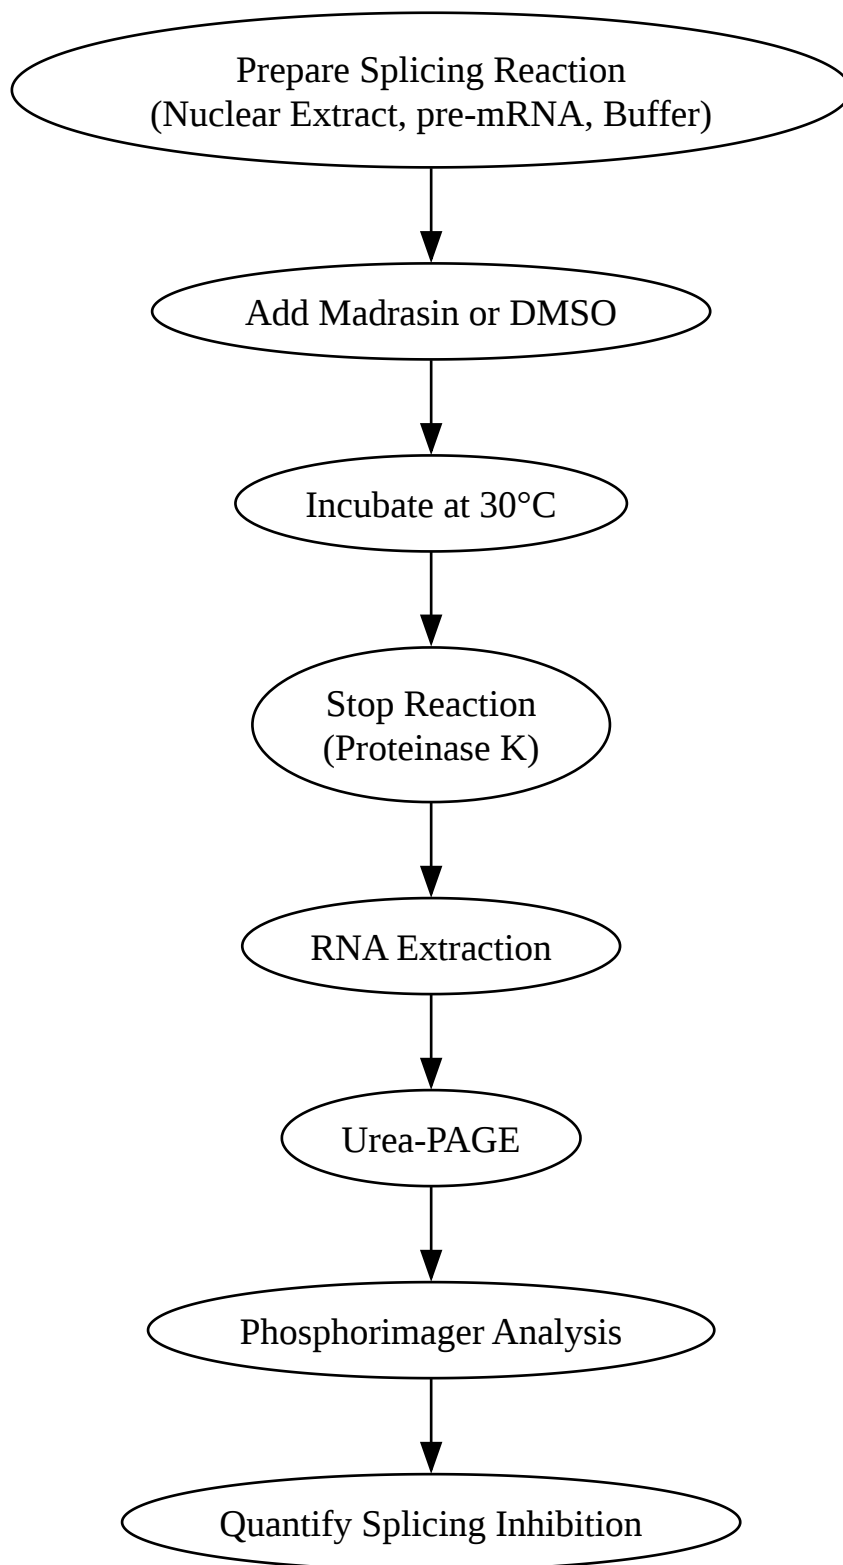 Prepare Splicing Reaction
(Nuclear Extract, pre-mRNA, Buffer)
Add Madrasin or DMSO
Incubate at 30°C
Stop Reaction
(Proteinase K)
RNA Extraction
Urea-PAGE
Phosphorimager Analysis
Quantify Splicing Inhibition